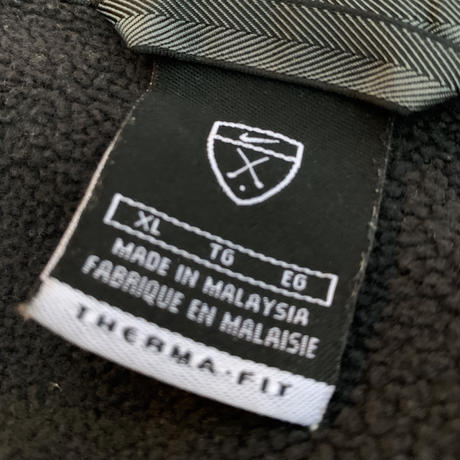 XL TG EG
MADE IN MALAYSIA
FABRIQUE EN MALAISIE
THERMA-FIT